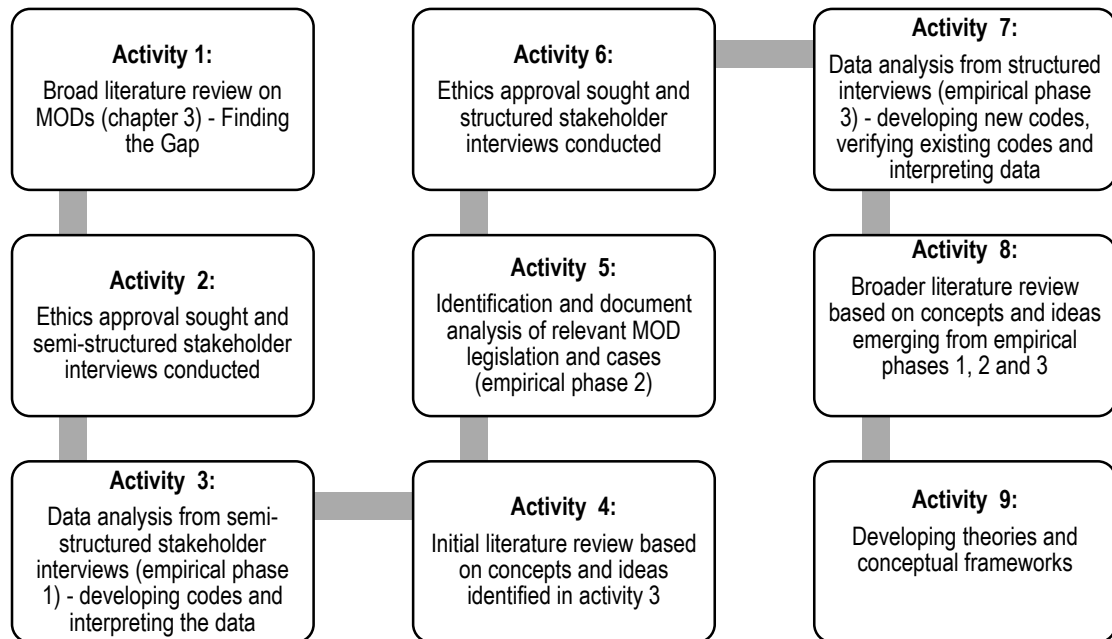 Activity 1:
Broad literature review on
MODs (chapter 3) - Finding
the Gap
Activity  2:
Ethics approval sought and
semi-structured stakeholder
interviews conducted
Activity  3:
Data analysis from semi-
structured stakeholder
interviews (empirical phase
1) - developing codes and
interpreting the data
Activity  4:
Initial literature review based
on concepts and ideas
identified in activity 3
Activity  5:
Identification and document
analysis of relevant MOD
legislation and cases
(empirical phase 2)
Activity  6:
Ethics approval sought and
structured stakeholder
interviews conducted
Activity  7:
Data analysis from structured
interviews (empirical phase
3) - developing new codes,
verifying existing codes and
interpreting data
Activity  8:
Broader literature review
based on concepts and ideas
emerging from empirical
phases 1, 2 and 3
Activity  9:
Developing theories and
conceptual frameworks